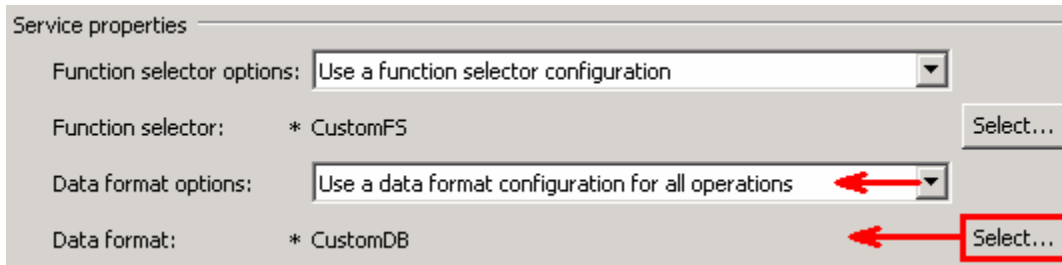 Service properties
Function selector options: Use a function selector configuration
Function selector: * CustomFS Select...
Data format options: Use a data format configuration for all operations
Data format: * CustomDB Select...